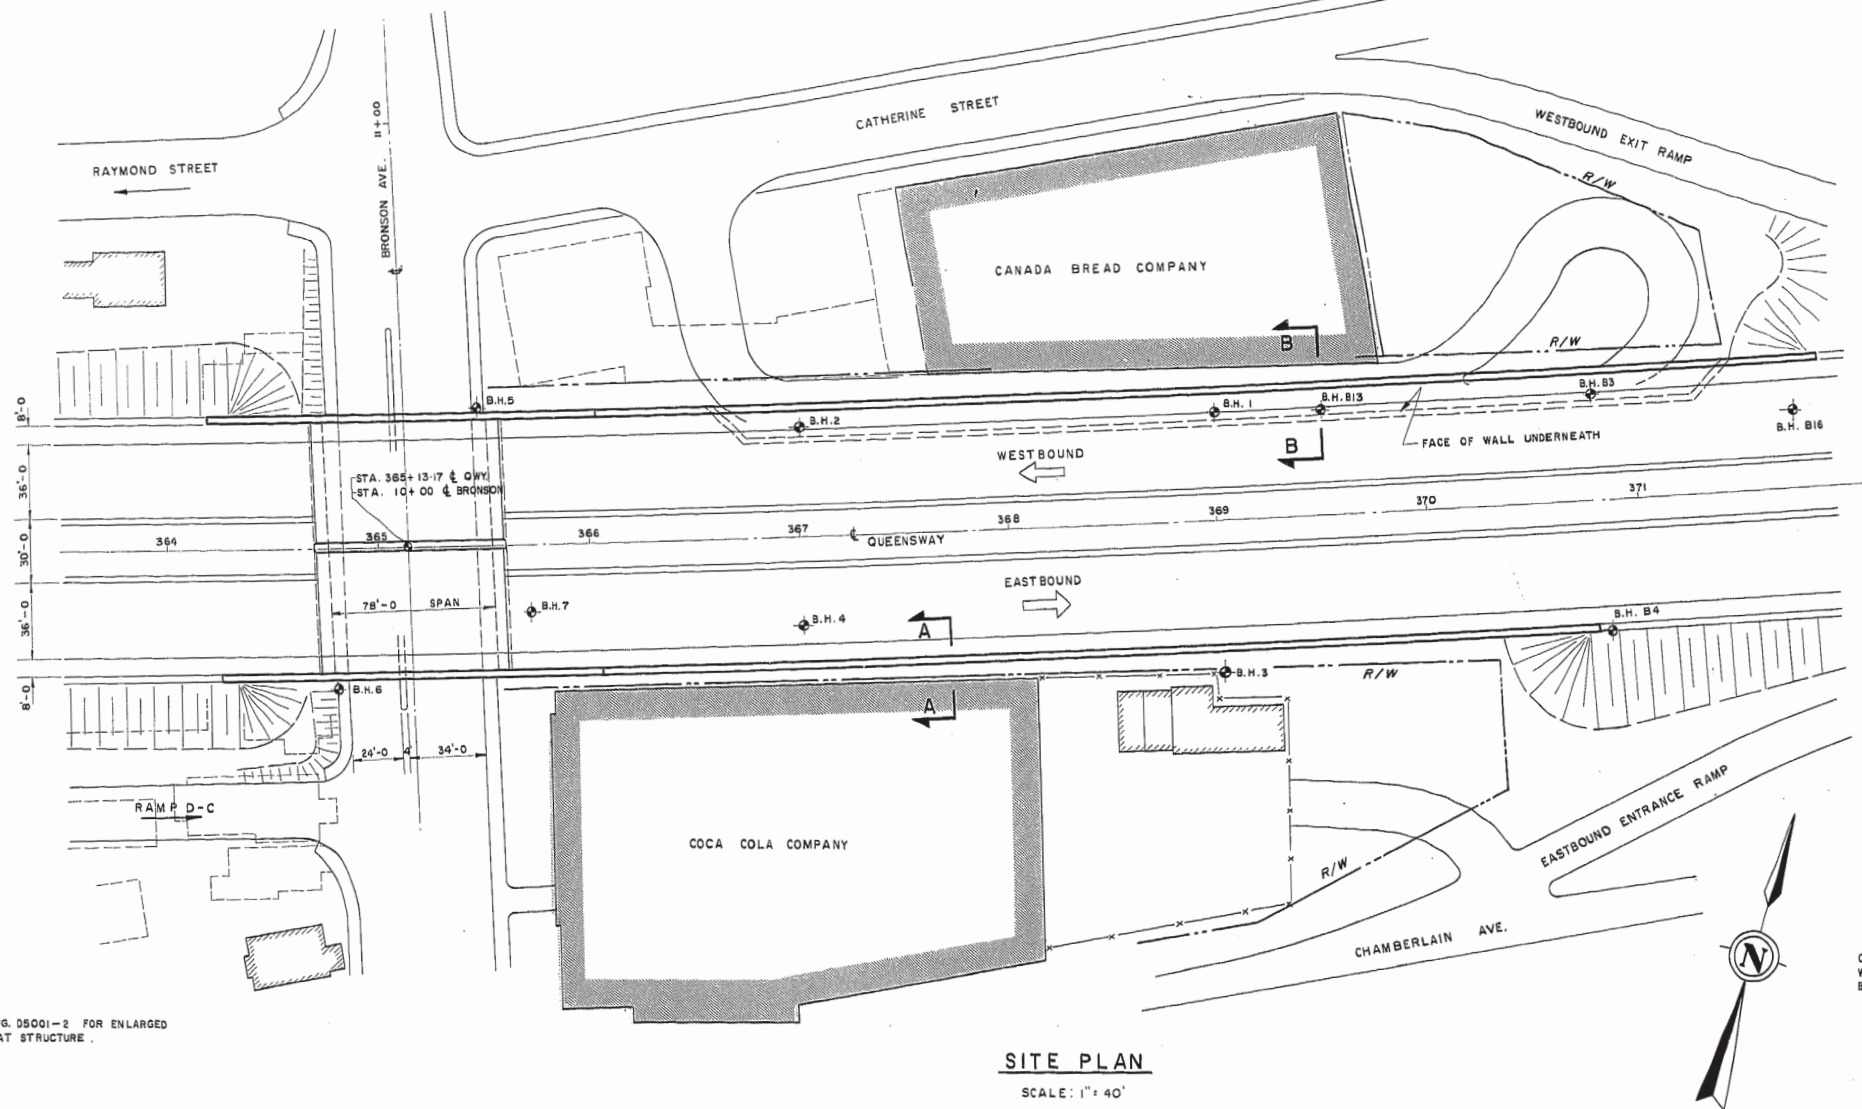 CATHERINE STREET
WESTBOUND EXIT RAMP
RAYMOND STREET
BRONSON AVE. 11+00
℄
R/W
CANADA BREAD COMPANY
B
R/W
8'-0
B.H.5
B.H.2
B.H. 1
B.H. B13
B.H. B3
B.H. B16
FACE OF WALL UNDERNEATH
B
WESTBOUND
36'-0
STA. 365+13·17 ℄ QWY.
STA. 10+00 ℄ BRONSON
364
365
366
367
368
369
370
371
℄ QUEENSWAY
30'-0
EASTBOUND
78'-0 SPAN
B.H.7
B.H.4
A
B.H. B4
36'-0
8'-0
B.H.6
B.H.3
R/W
A
24'-0
4'
34'-0
RAMP D-C
COCA COLA COMPANY
EASTBOUND ENTRANCE RAMP
R/W
CHAMBERLAIN AVE.
N
G. D5001-2 FOR ENLARGED
AT STRUCTURE.
SITE PLAN
SCALE: 1"= 40'